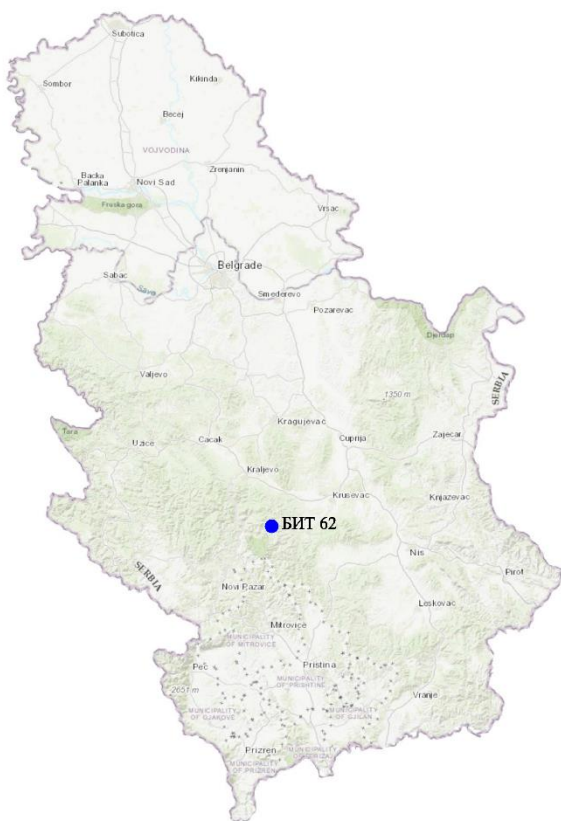 Subotica
Sombor
Kikinda
Becej
VOJVODINA
Zrenjanin
Backa
Palanka
Novi Sad
Fruska gora
Vrsac
Belgrade
Sabac
Sava
Smederevo
Pozarevac
Djerdap
SERBIA
Valjevo
1350 m
Kragujevac
Tara
Uzice
Cacak
Cuprija
Zajecar
Kraljevo
Krusevac
Knjazevac
БИТ 62
Nis
Pirot
SERBIA
Novi Pazar
Leskovac
Mitrovice
MUNICIPALITY
OF MITROVICE
Pec
Pristina
2651 m
MUNICIPALITY
OF PRISHTINE
Vranje
MUNICIPALITY
OF GJAKOVE
MUNICIPALITY
OF GJILAN
Prizren
MUNICIPALITY
OF PRIZREN
MUNICIPALITY